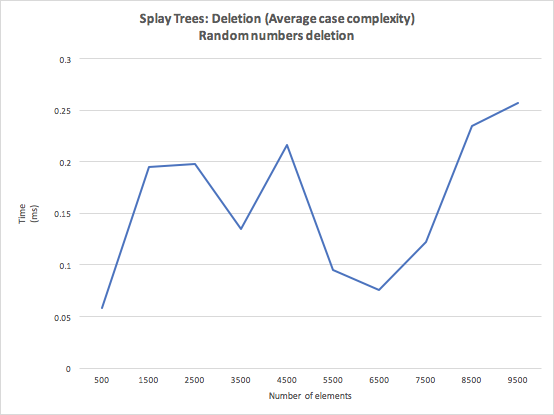 Splay Trees: Deletion (Average case complexity)
Random numbers deletion
0.3
0.25
0.2
0.15
0.1
0.05
0
Time
(ms)
500 1500 2500 3500 4500 5500 6500 7500 8500 9500
Number of elements